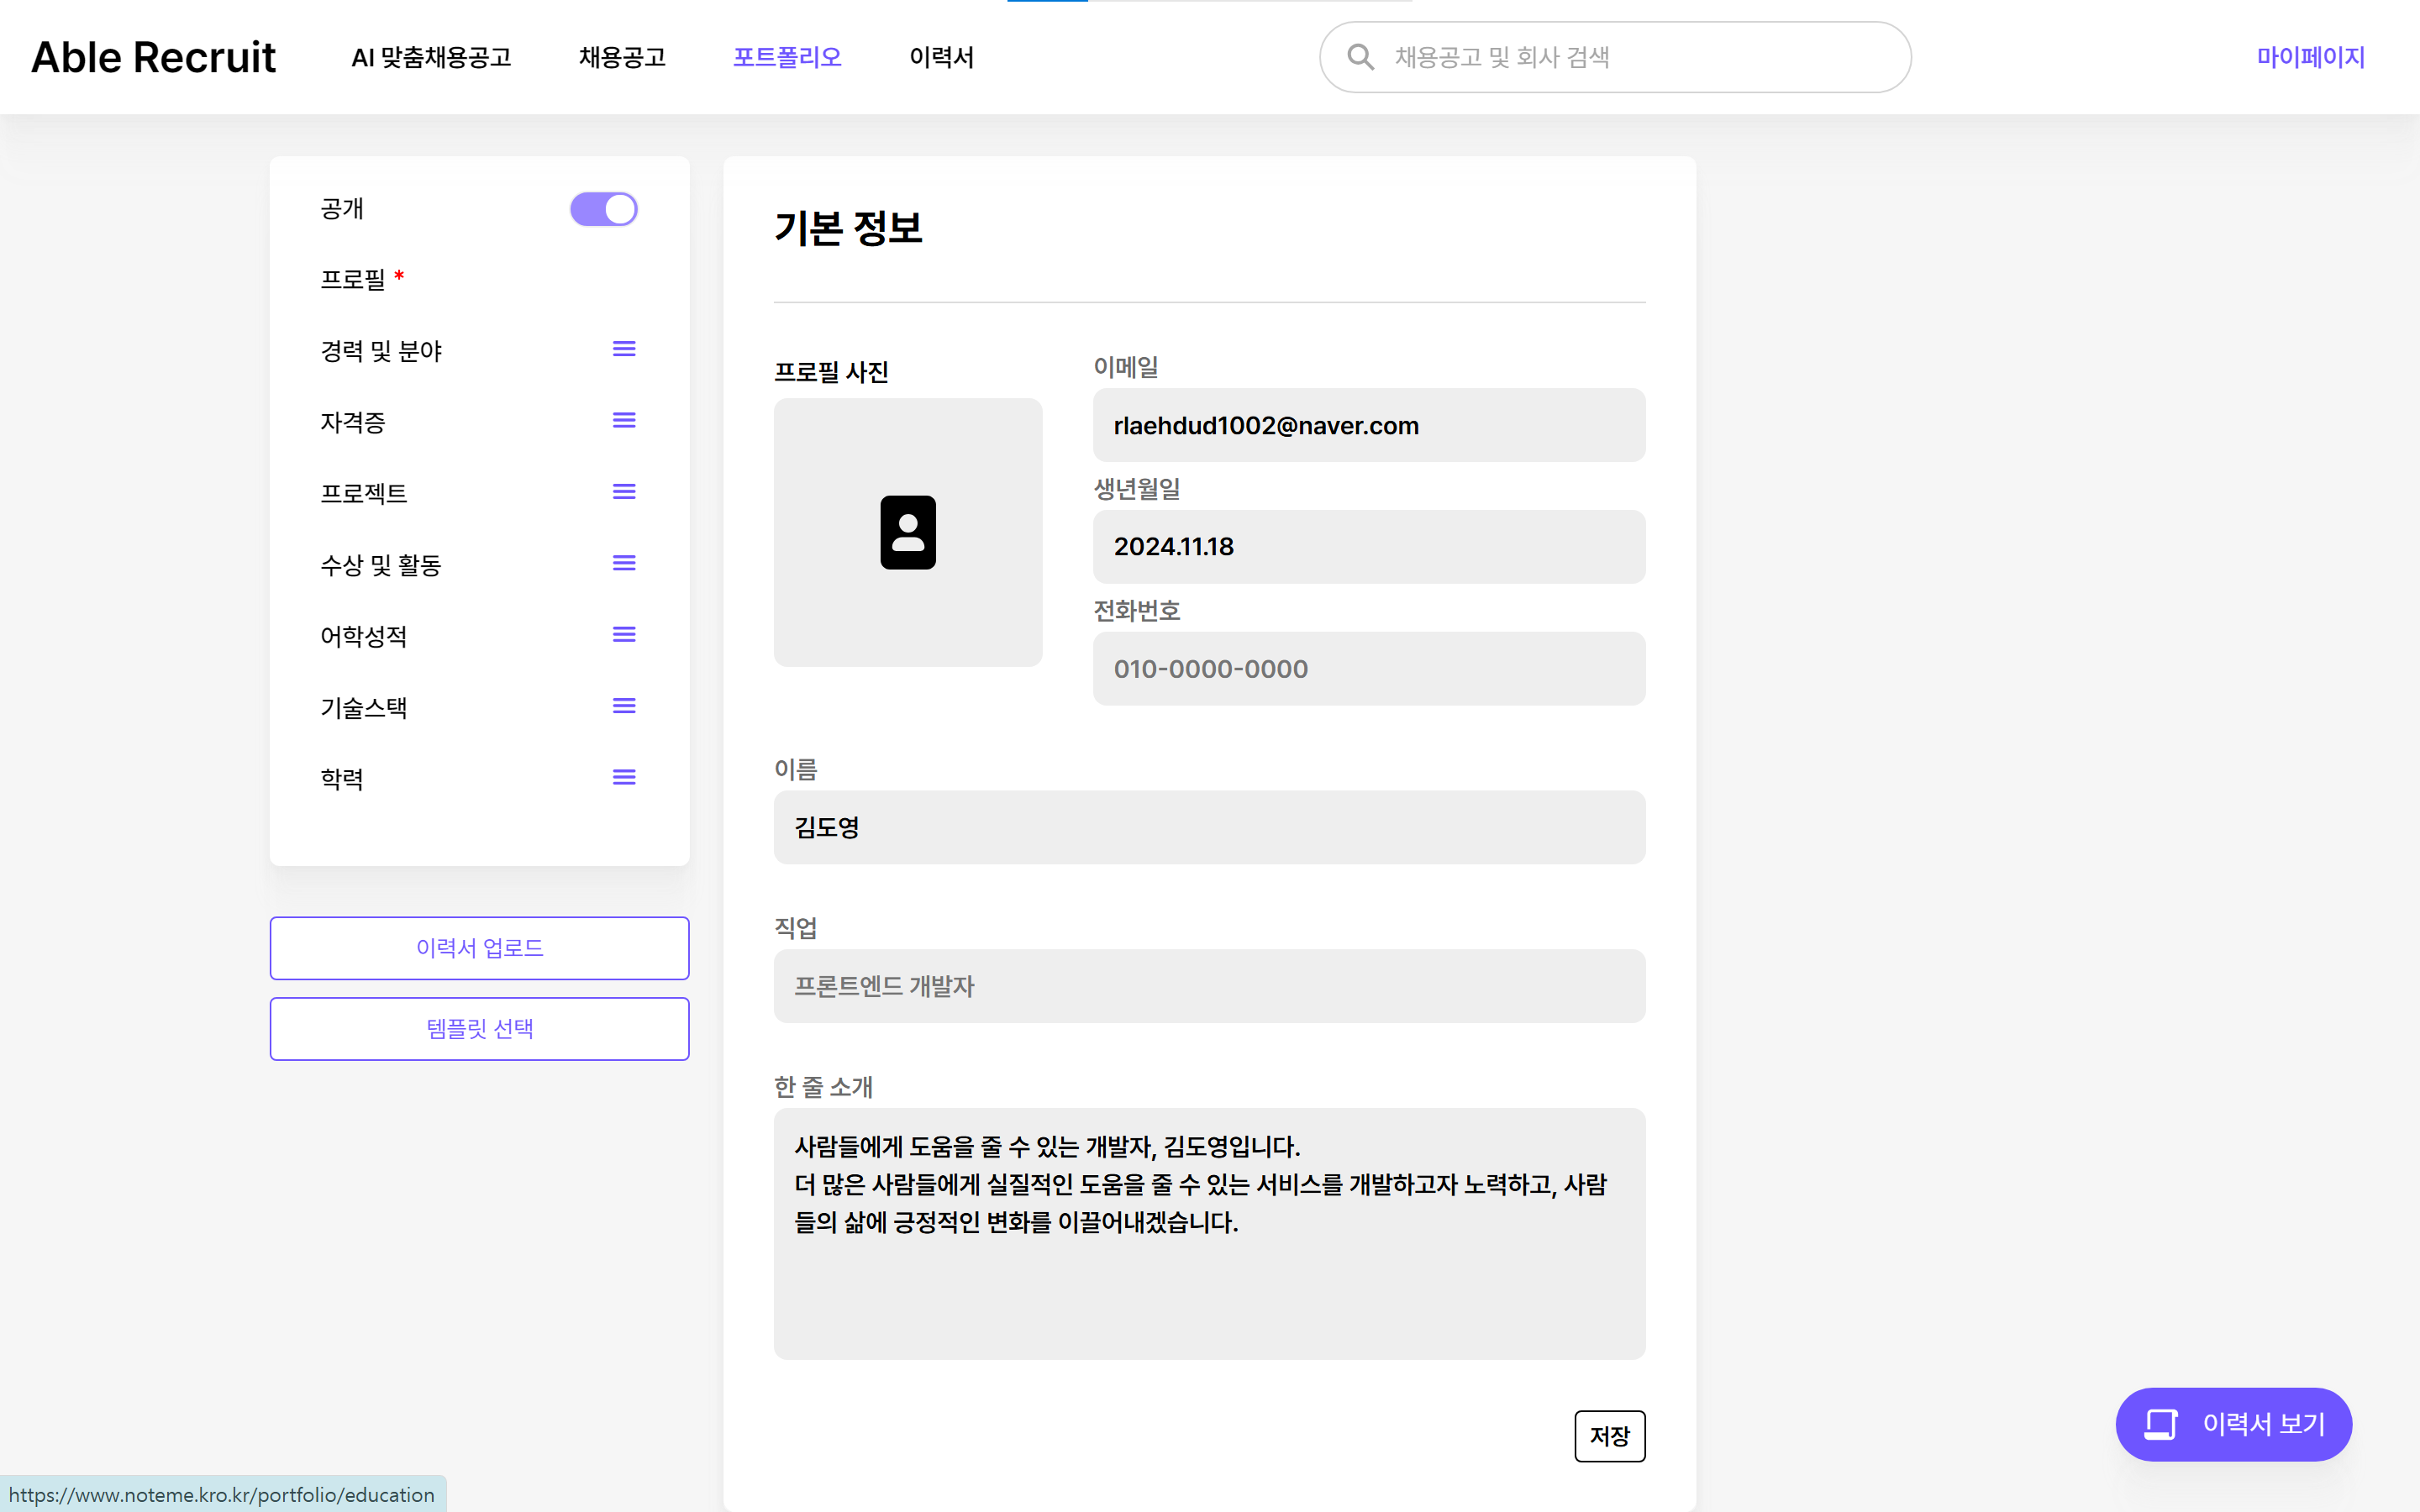 Able Recruit
AI 맞춤채용공고
채용공고
포트폴리오
이력서
채용공고 및 회사 검색
마이페이지
공개
프로필 *
경력 및 분야
자격증
프로젝트
수상 및 활동
어학성적
기술스택
학력
이력서 업로드
템플릿 선택
기본 정보
프로필 사진
이메일
rlaehdud1002@naver.com
생년월일
2024.11.18
전화번호
010-0000-0000
이름
김도영
직업
프론트엔드 개발자
한 줄 소개
사람들에게 도움을 줄 수 있는 개발자, 김도영입니다.
더 많은 사람들에게 실질적인 도움을 줄 수 있는 서비스를 개발하고자 노력하고, 사람
들의 삶에 긍정적인 변화를 이끌어내겠습니다.
저장
이력서 보기
https://www.noteme.kro.kr/portfolio/education